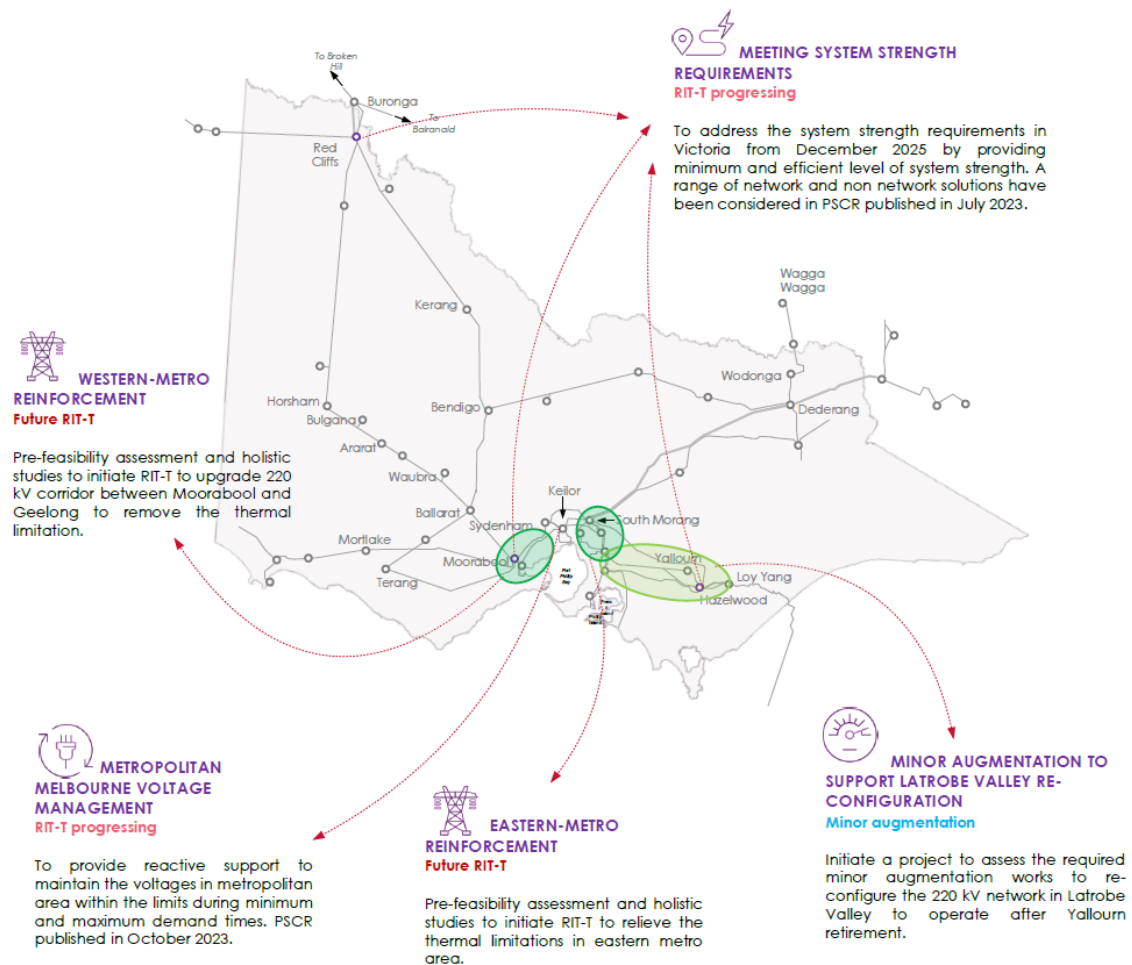 MEETING SYSTEM STRENGTH
REQUIREMENTS
RIT-T progressing
To address the system strength requirements in
Victoria from December 2025 by providing
minimum and efficient level of system strength. A
range of network and non network solutions have
been considered in PSCR published in July 2023.
To Broken
Hill
Buronga
To
Balranald
Red
Cliffs
Wagga
Wagga
Kerang
WESTERN-METRO
REINFORCEMENT
Future RIT-T
Pre-feasibility assessment and holistic
studies to initiate RIT-T to upgrade 220
kV corridor between Moorabool and
Geelong to remove the thermal
limitation.
Wodonga
Horsham
Bendigo
Dederang
Bulgana
Ararat
Waubra
Keilor
Ballarat
Sydenham
South Morang
Mortlake
Moorabool
Yallourn
Terang
Port
Phillip
Bay
Loy Yang
Hazelwood
METROPOLITAN
MELBOURNE VOLTAGE
MANAGEMENT
RIT-T progressing
To provide reactive support to
maintain the voltages in metropolitan
area within the limits during minimum
and maximum demand times. PSCR
published in October 2023.
EASTERN-METRO
REINFORCEMENT
Future RIT-T
Pre-feasibility assessment and holistic
studies to initiate RIT-T to relieve the
thermal limitations in eastern metro
area.
MINOR AUGMENTATION TO
SUPPORT LATROBE VALLEY RE-
CONFIGURATION
Minor augmentation
Initiate a project to assess the required
minor augmentation works to re-
configure the 220 kV network in Latrobe
Valley to operate after Yallourn
retirement.